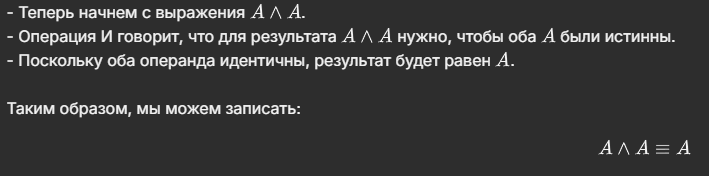 - Теперь начнем с выражения A ∧ A.
- Операция И говорит, что для результата A ∧ A нужно, чтобы оба A были истинны.
- Поскольку оба операнда идентичны, результат будет равен A.
Таким образом, мы можем записать:
A ∧ A ≡ A